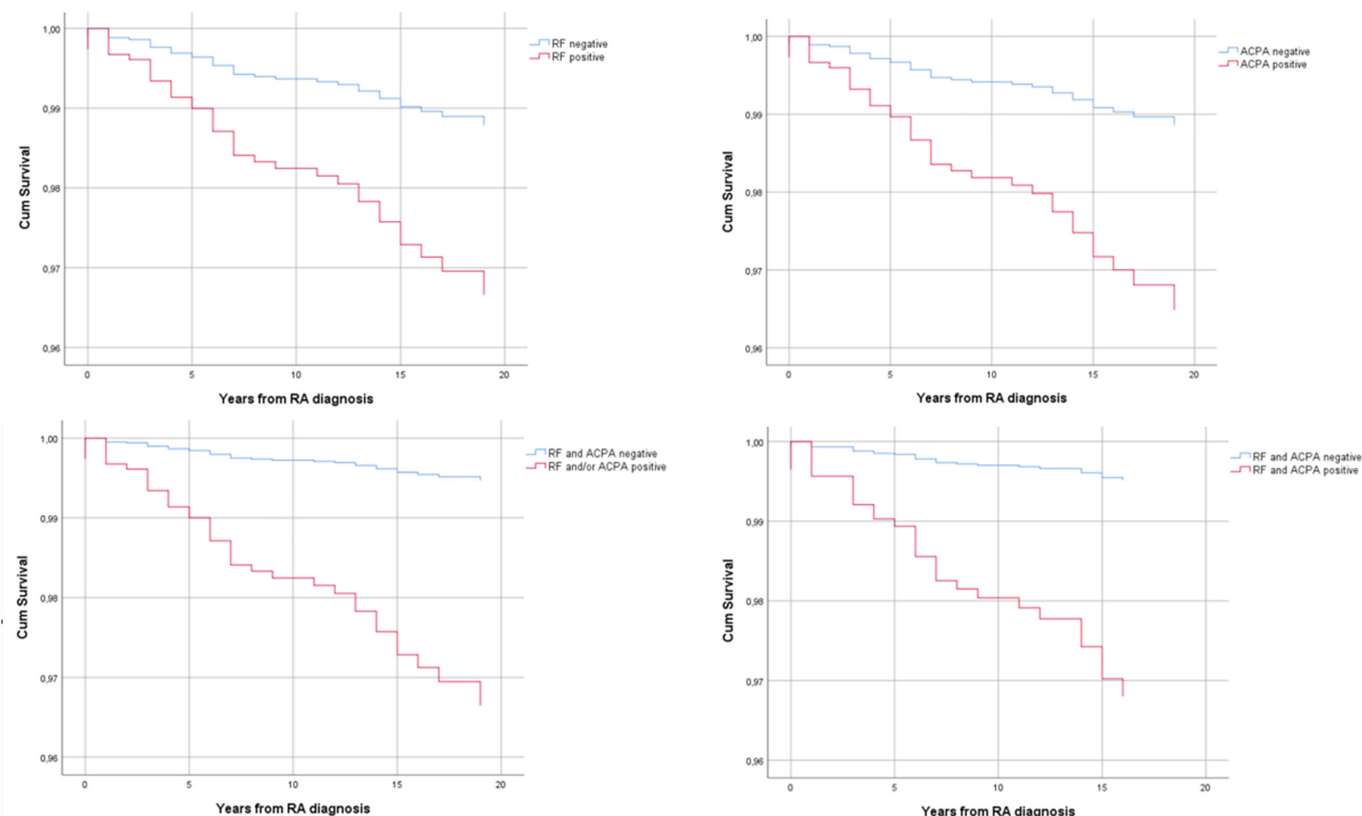 1,00
0,99
0,98
0,97
0,96
Cum Survival
0 5 10 15 20
Years from RA diagnosis
RF negative
RF positive
1,00
0,99
0,98
0,97
0,96
Cum Survival
0 5 10 15 20
Years from RA diagnosis
ACPA negative
ACPA positive
1,00
0,99
0,98
0,97
0,96
Cum Survival
0 5 10 15 20
Years from RA diagnosis
RF and ACPA negative
RF and/or ACPA positive
1,00
0,99
0,98
0,97
0,96
Cum Survival
0 5 10 15 20
Years from RA diagnosis
RF and ACPA negative
RF and ACPA positive